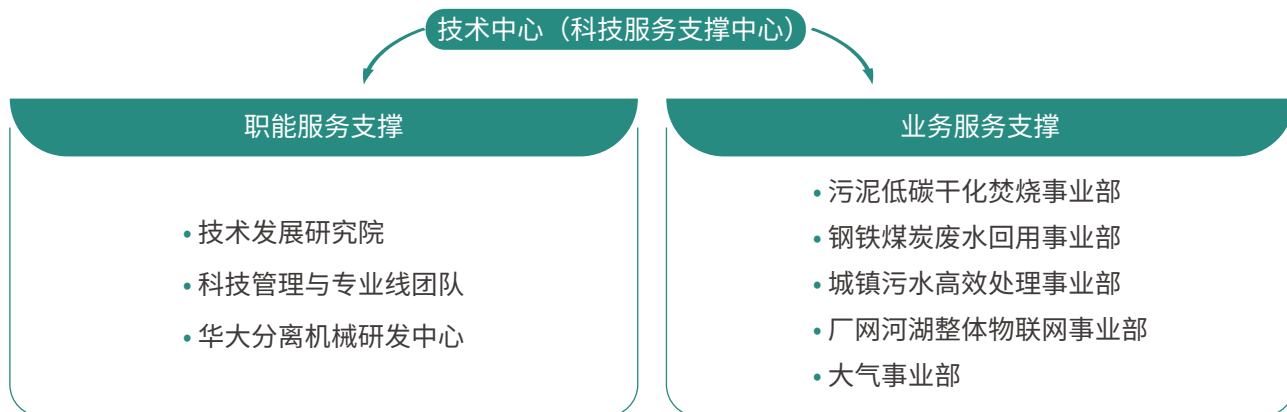 技术中心（科技服务支撑中心）
职能服务支撑
• 技术发展研究院
• 科技管理与专业线团队
• 华大分离机械研发中心
业务服务支撑
• 污泥低碳干化焚烧事业部
• 钢铁煤炭废水回用事业部
• 城镇污水高效处理事业部
• 厂网河湖整体物联网事业部
• 大气事业部